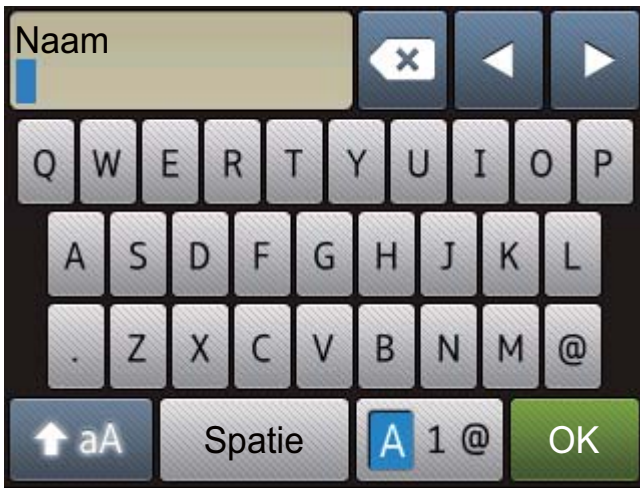 Naam
Q W E R T Y U I O P
A S D F G H J K L
. Z X C V B N M @
aA Spatie A 1 @ OK